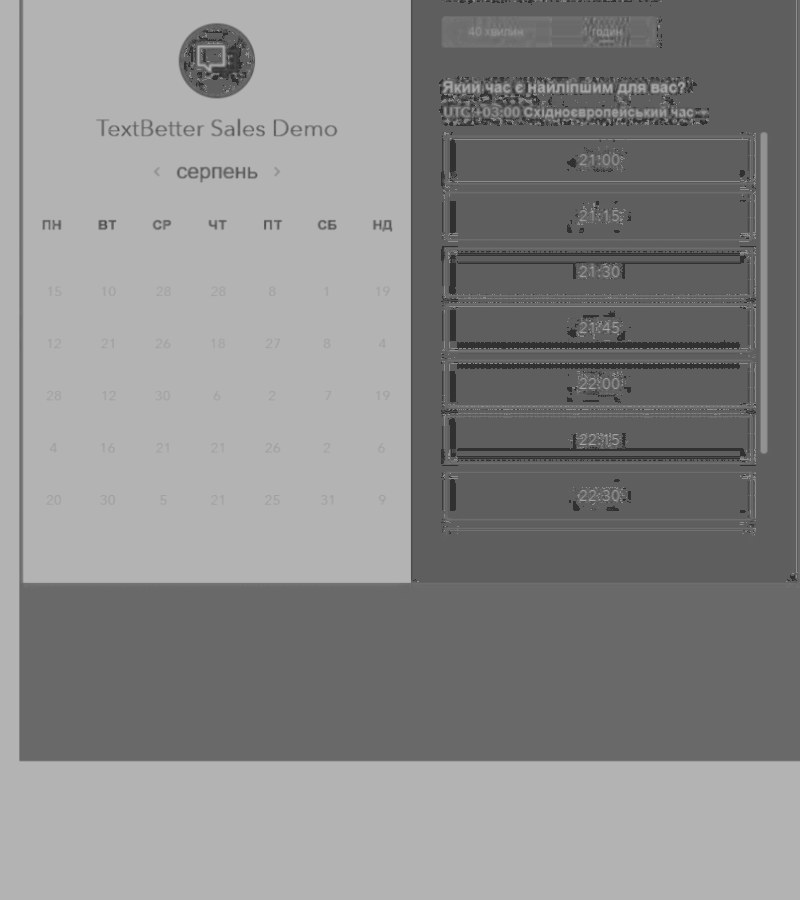 TextBetter Sales Demo
серпень
ПН ВТ СР ЧТ ПТ СБ НД
15 10 28 28 8 1 19
12 21 26 18 27 8 4
28 12 30 6 2 7 19
4 16 21 21 26 2 6
20 30 5 21 25 31 9
40 хвилин годин
Який час є найліпшим для вас?
UTC +03:00 Східноєвропейський час
21:00
21:15
21:30
21:45
22:00
22:15
22:30